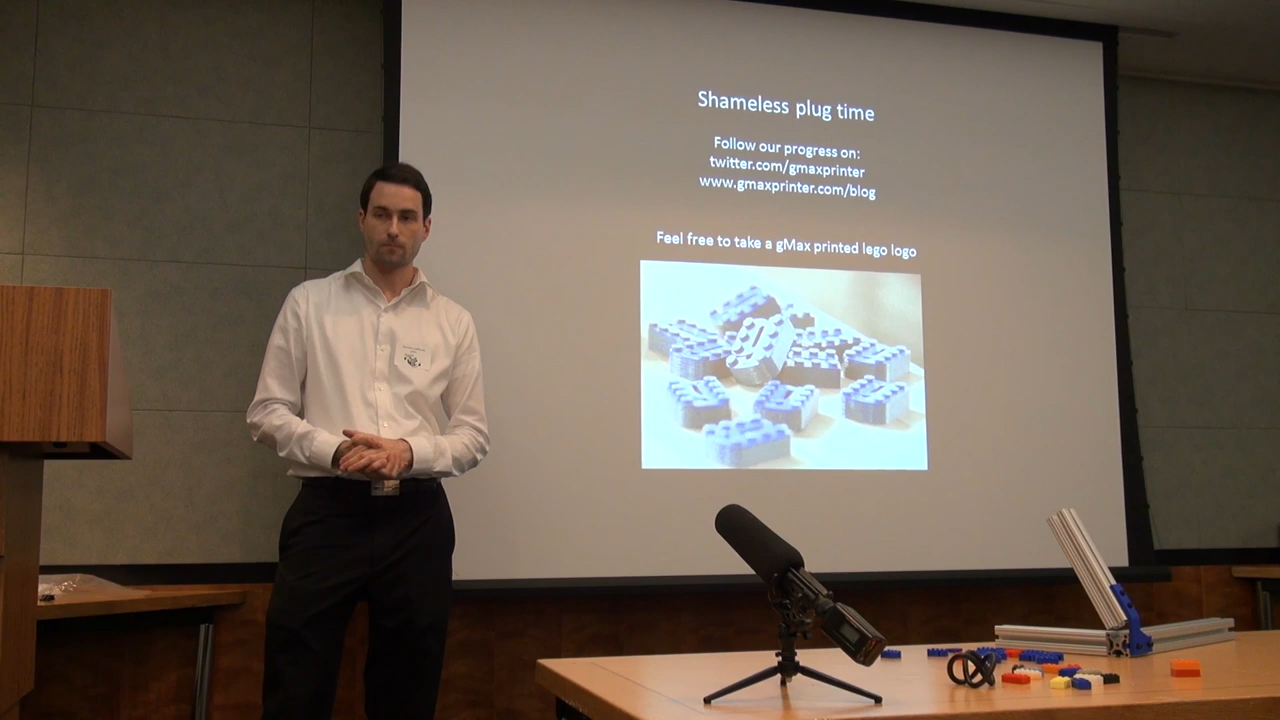 Shameless plug time
Follow our progress on:
twitter.com/gmaxprinter
www.gmaxprinter.com/blog
Feel free to take a gMax printed lego logo